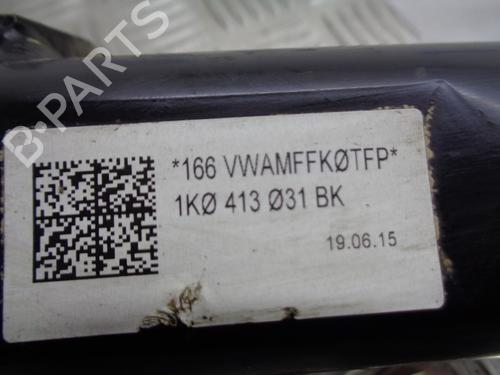 B-PARTS
*166 VWAMFFKØTFP*
1KØ 413 Ø31 BK
19.06.15